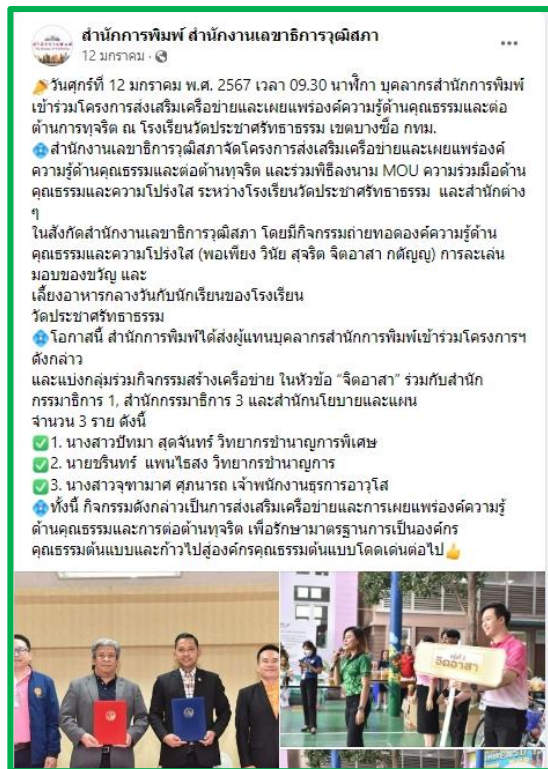 สำนักการพิมพ์ สำนักงานเลขาธิการวุฒิสภา
12 มกราคม ·
วันศุกร์ที่ 12 มกราคม พ.ศ. 2567 เวลา 09.30 นาฬิกา บุคลากรสำนักการพิมพ์
เข้าร่วมโครงการส่งเสริมเครือข่ายและเผยแพร่องค์ความรู้ด้านคุณธรรมและต่อ
ต้านการทุจริต ณ โรงเรียนวัดประชาศรัทธาธรรม เขตบางซื่อ กทม.
สำนักงานเลขาธิการวุฒิสภาจัดโครงการส่งเสริมเครือข่ายและเผยแพร่องค์
ความรู้ด้านคุณธรรมและต่อต้านทุจริต และร่วมพิธีลงนาม MOU ความร่วมมือด้าน
คุณธรรมและความโปร่งใส ระหว่างโรงเรียนวัดประชาศรัทธาธรรม และสำนักต่าง
ๆ
ในสังกัดสำนักงานเลขาธิการวุฒิสภา โดยมีกิจกรรมถ่ายทอดองค์ความรู้ด้าน
คุณธรรมและความโปร่งใส (พอเพียง วินัย สุจริต จิตอาสา กตัญญู) การละเล่น
มอบของขวัญ และ
เลี้ยงอาหารกลางวันกับนักเรียนของโรงเรียน
วัดประชาศรัทธาธรรม
โอกาสนี้ สำนักการพิมพ์ได้ส่งผู้แทนบุคลากรสำนักการพิมพ์เข้าร่วมโครงการฯ
ดังกล่าว
และแบ่งกลุ่มร่วมกิจกรรมสร้างเครือข่าย ในหัวข้อ “จิตอาสา” ร่วมกับสำนัก
กรรมาธิการ 1, สำนักกรรมาธิการ 3 และสำนักนโยบายและแผน
จำนวน 3 ราย ดังนี้
✅1. นางสาวปัทมา สุดจันทร์ วิทยากรชำนาญการพิเศษ
✅2. นายชรินทร์ แพนไธสง วิทยากรชำนาญการ
✅3. นางสาวจุฑามาศ ศุภนารถ เจ้าพนักงานธุรการอาวุโส
ทั้งนี้ กิจกรรมดังกล่าวเป็นการส่งเสริมเครือข่ายและการเผยแพร่องค์ความรู้
ด้านคุณธรรมและการต่อต้านทุจริต เพื่อรักษามาตรฐานการเป็นองค์กร
คุณธรรมต้นแบบและก้าวไปสู่องค์กรคุณธรรมต้นแบบโดดเด่นต่อไป👍
จิตอาสา